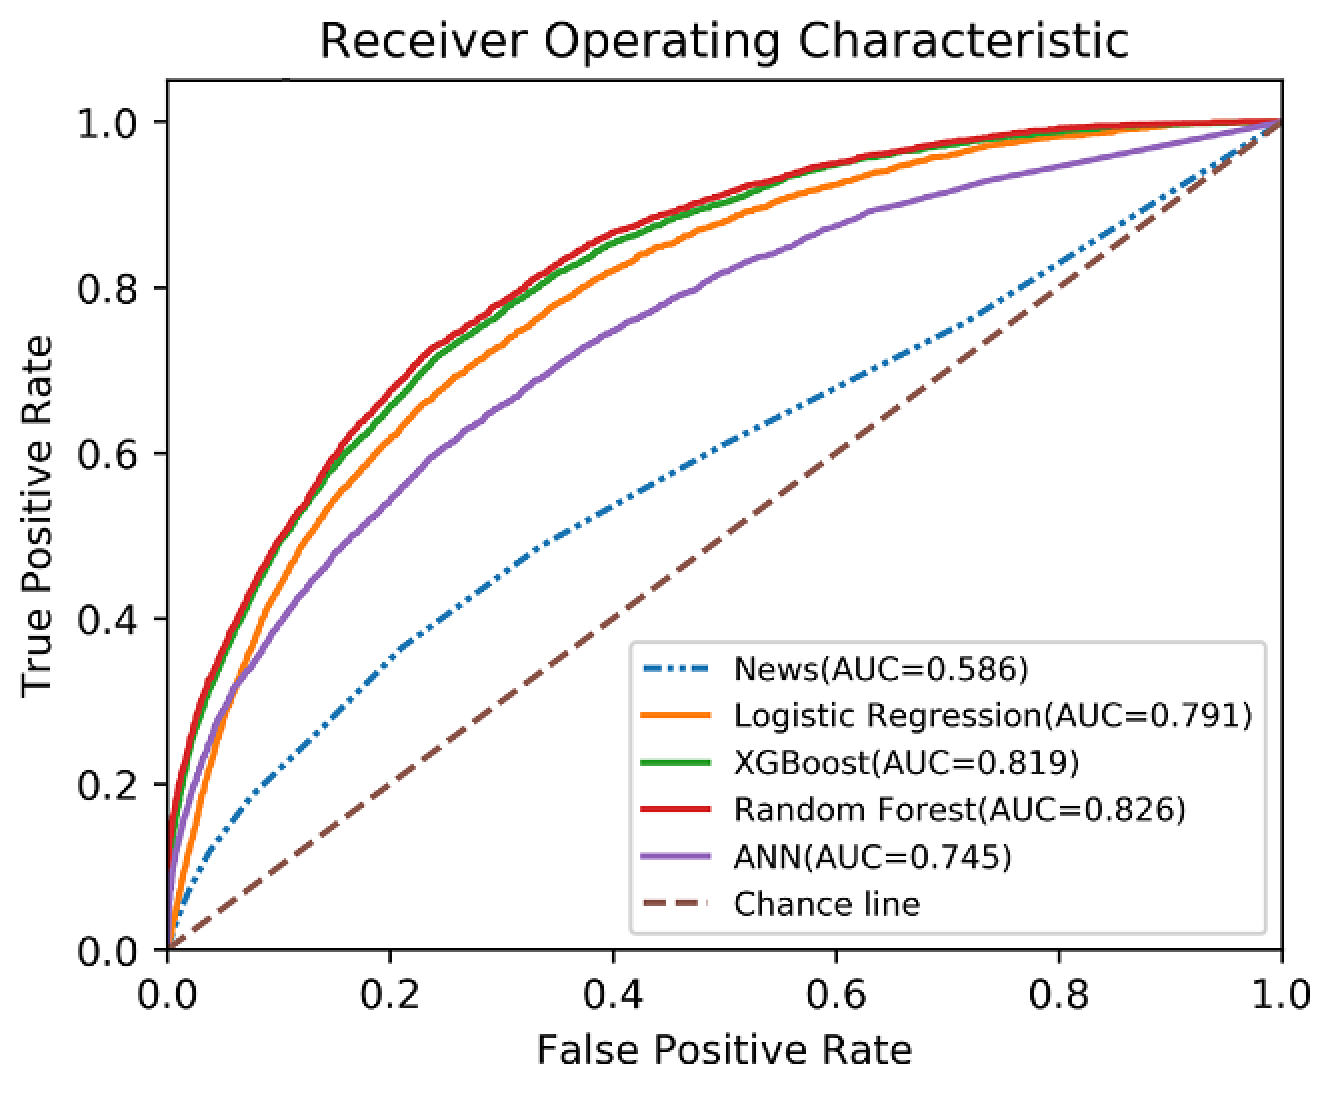 Receiver Operating Characteristic
True Positive Rate
1.0
0.8
0.6
0.4
0.2
0.0
News(AUC=0.586)
Logistic Regression(AUC=0.791)
XGBoost(AUC=0.819)
Random Forest(AUC=0.826)
ANN(AUC=0.745)
Chance line
0.0 0.2 0.4 0.6 0.8 1.0
False Positive Rate